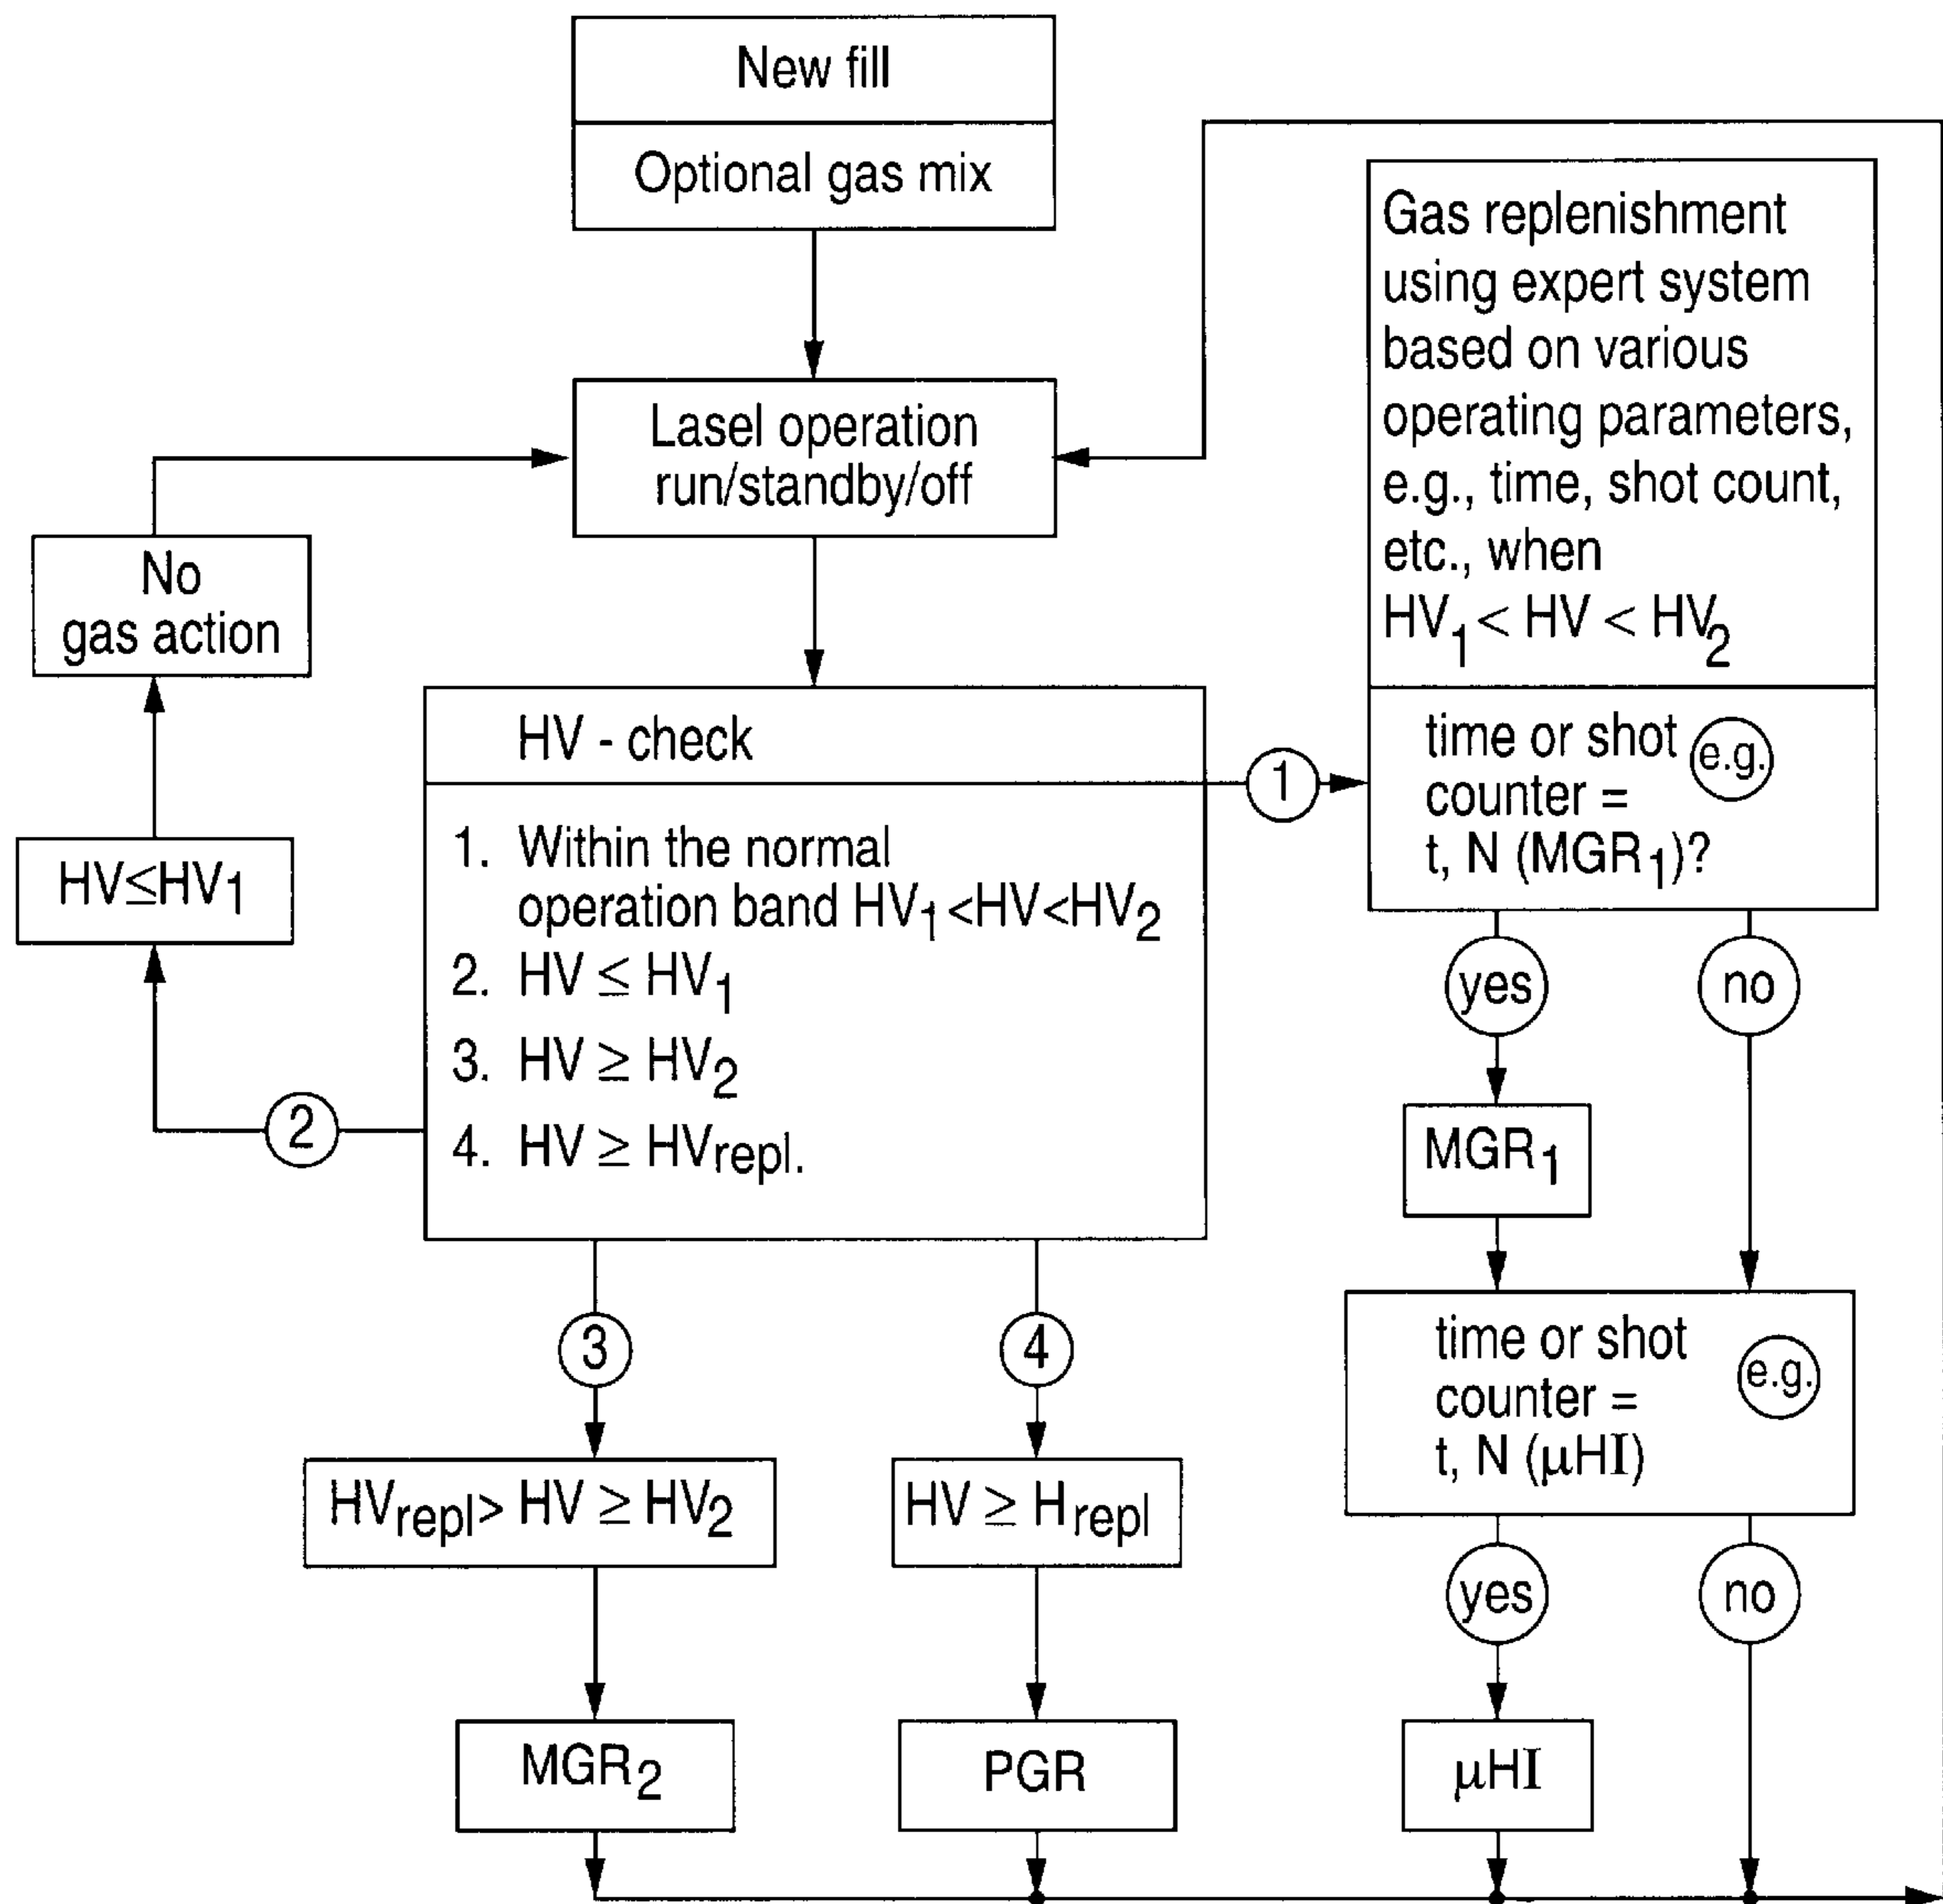 New fill
Optional gas mix
Lasel operation
run/standby/off
No
gas action
HV≤HV1
HV - check
1. Within the normal
operation band HV1<HV<HV2
2. HV ≤ HV1
3. HV ≥ HV2
4. HV ≥ HVrepl.
1
2
3
4
HVrepl> HV ≥ HV2
HV ≥ Hrepl
MGR2
PGR
Gas replenishment
using expert system
based on various
operating parameters,
e.g., time, shot count,
etc., when
HV1 < HV < HV2
time or shot e.g.
counter =
t, N (MGR1)?
yes
no
MGR1
time or shot
counter = e.g.
t, N (μHI)
yes
no
μHI